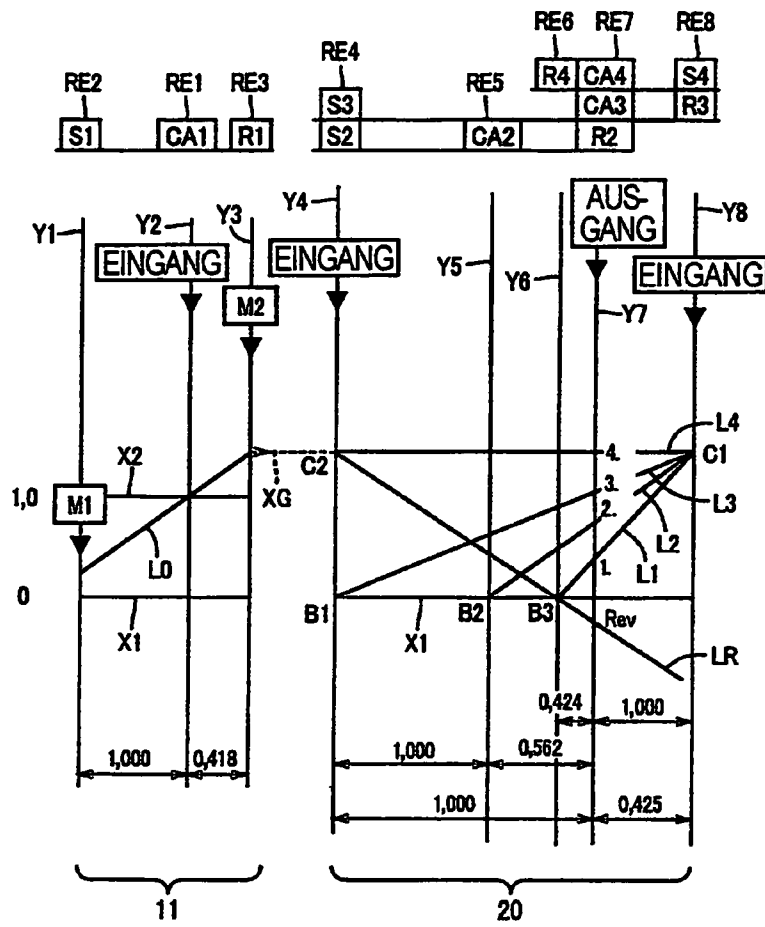 RE6 RE7 RE8
RE2 RE1 RE3 RE4 RE5 R4 CA4 S4
S3 CA3 R3
S1 CA1 R1 S2 CA2 R2
Y1 Y2 Y3 Y4 AUS-
GANG Y8
EINGANG EINGANG Y5 Y6 EINGANG
M2 Y7
L4
X2 C2 4. C1
1,0 M1 XG 3. L3
2. L2
L0 1. L1
0 B1 B2 B3
X1 X1 Rev
LR
0,424 1,000
1,000 0,418 1,000 0,562
1,000 0,425
11 20